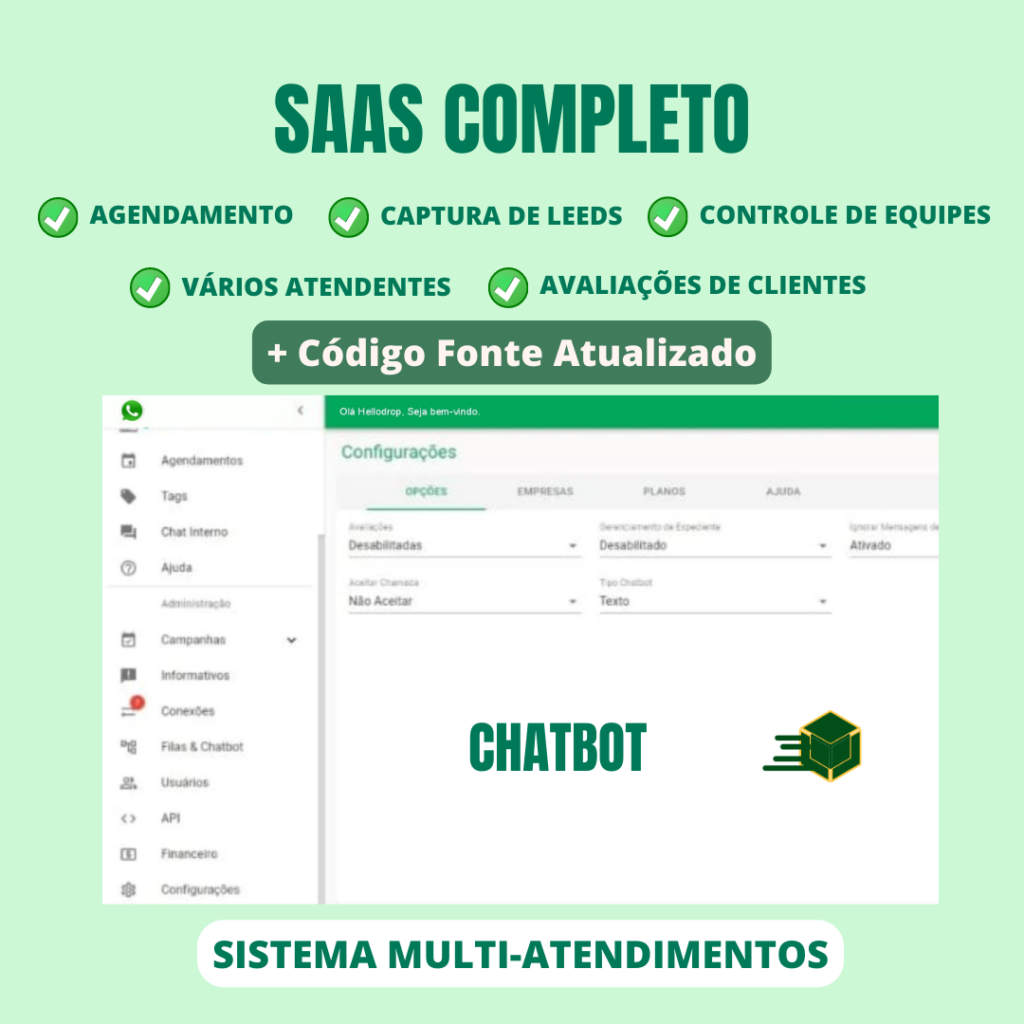 SAAS COMPLETO
AGENDAMENTO CAPTURA DE LEEDS CONTROLE DE EQUIPES
VÁRIOS ATENDENTES AVALIAÇÕES DE CLIENTES
+ Código Fonte Atualizado
Olá Hellodrop, Seja bem-vindo.
Configurações
OPÇÕES EMPRESAS PLANOS AJUDA
Avaliações Gerenciamento de Expediente Ignorar Mensagens de
Desabilitadas Desabilitado Ativado
Aceitar Chamada Tipo Chatbot
Não Aceitar Texto
Agendamentos
Tags
Chat Interno
Ajuda
Administração
Campanhas
Informativos
Conexões
Filas & Chatbot
Usuários
API
Financeiro
Configurações
CHATBOT
SISTEMA MULTI-ATENDIMENTOS